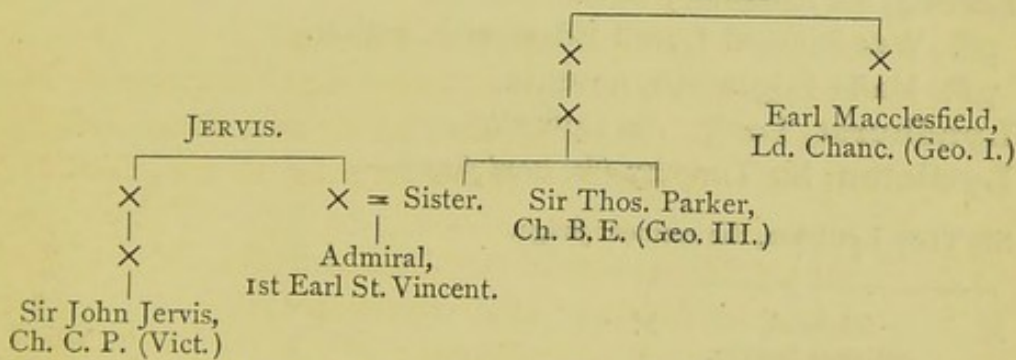 Earl Macclesfield,
Ld. Chanc. (Geo. I.)
JERVIS.
× = Sister.
Sir Thos. Parker,
Ch. B. E. (Geo. III.)
Admiral,
1st Earl St. Vincent.
Sir John Jervis,
Ch. C. P. (Vict.)